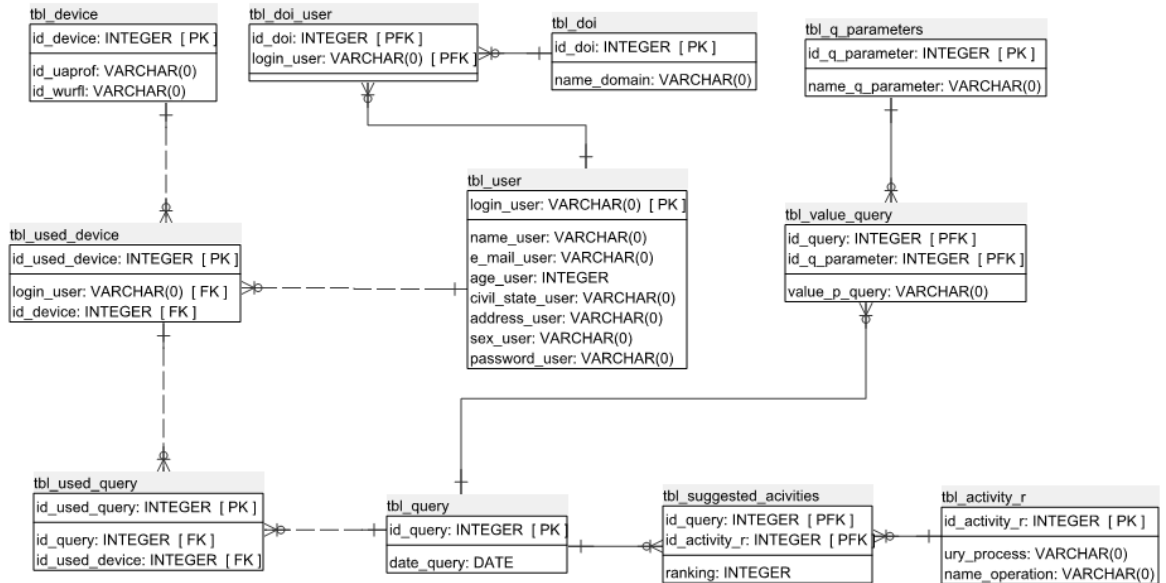 tbl_device
id_device: INTEGER [ PK ]
id_uaprof: VARCHAR(0)
id_wurfl: VARCHAR(0)
tbl_doi_user
id_doi: INTEGER [ PFK ]
login_user: VARCHAR(0) [ PFK ]
tbl_doi
id_doi: INTEGER [ PK ]
name_domain: VARCHAR(0)
tbl_q_parameters
id_q_parameter: INTEGER [ PK ]
name_q_parameter: VARCHAR(0)
tbl_user
login_user: VARCHAR(0) [ PK ]
name_user: VARCHAR(0)
e_mail_user: VARCHAR(0)
age_user: INTEGER
civil_state_user: VARCHAR(0)
address_user: VARCHAR(0)
sex_user: VARCHAR(0)
password_user: VARCHAR(0)
tbl_used_device
id_used_device: INTEGER [ PK ]
login_user: VARCHAR(0) [ FK ]
id_device: INTEGER [ FK ]
tbl_value_query
id_query: INTEGER [ PFK ]
id_q_parameter: INTEGER [ PFK ]
value_p_query: VARCHAR(0)
tbl_used_query
id_used_query: INTEGER [ PK ]
id_query: INTEGER [ FK ]
id_used_device: INTEGER [ FK ]
tbl_query
id_query: INTEGER [ PK ]
date_query: DATE
tbl_suggested_acivities
id_query: INTEGER [ PFK ]
id_activity_r: INTEGER [ PFK ]
ranking: INTEGER
tbl_activity_r
id_activity_r: INTEGER [ PK ]
ury_process: VARCHAR(0)
name_operation: VARCHAR(0)